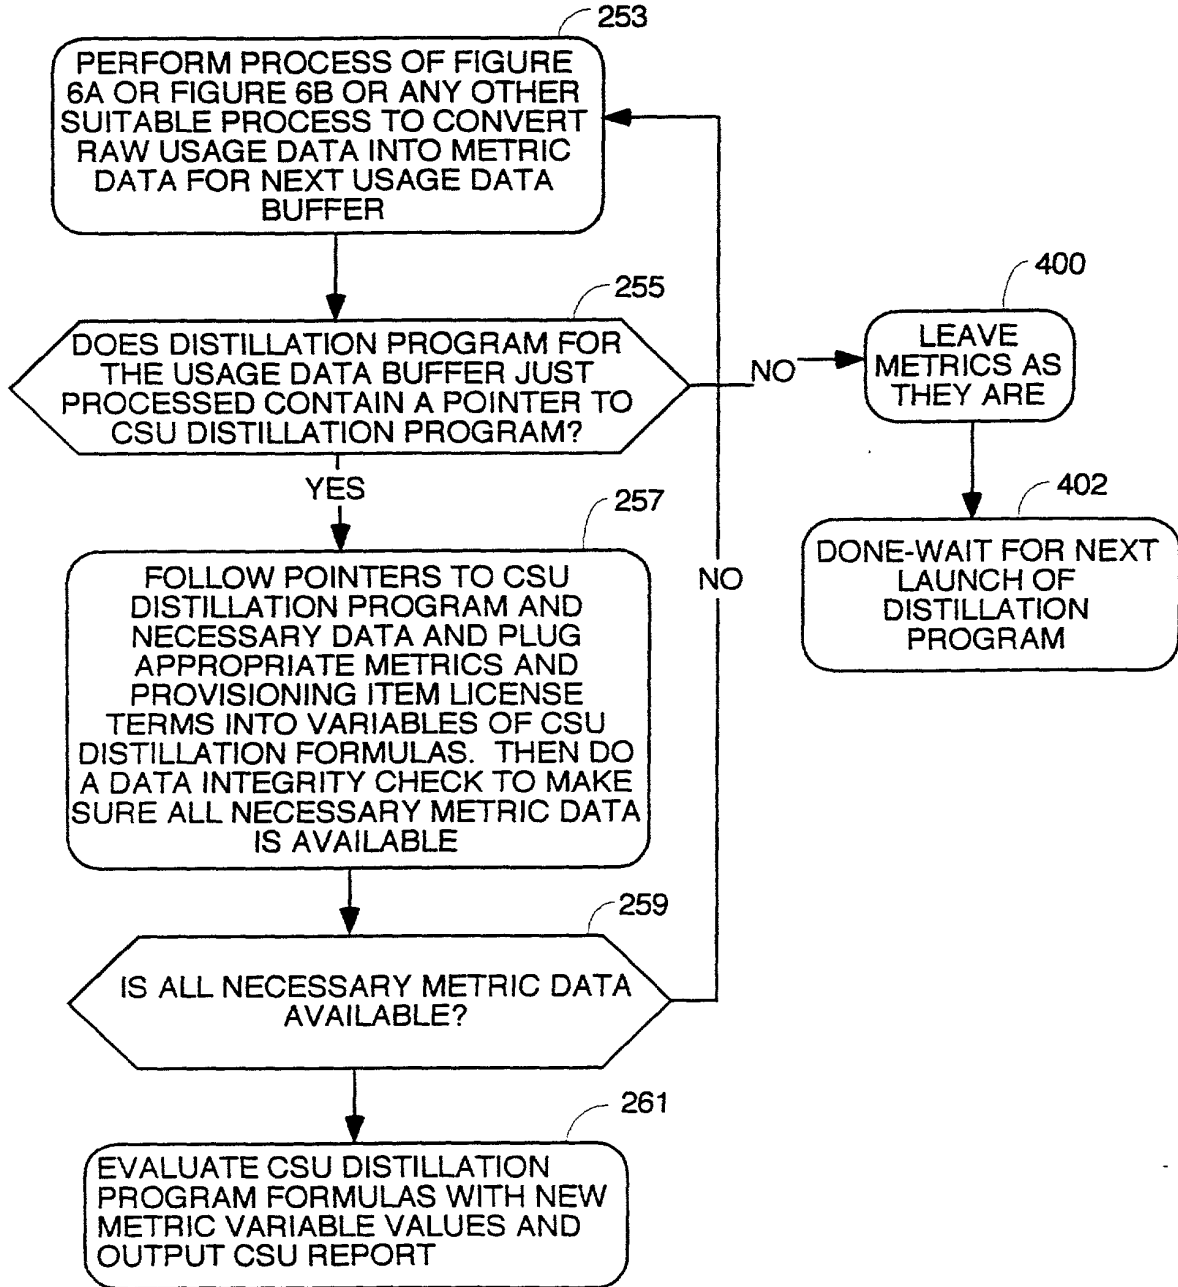 253
PERFORM PROCESS OF FIGURE
6A OR FIGURE 6B OR ANY OTHER
SUITABLE PROCESS TO CONVERT
RAW USAGE DATA INTO METRIC
DATA FOR NEXT USAGE DATA
BUFFER
255
DOES DISTILLATION PROGRAM FOR
THE USAGE DATA BUFFER JUST
PROCESSED CONTAIN A POINTER TO
CSU DISTILLATION PROGRAM?
NO
400
LEAVE
METRICS AS
THEY ARE
402
DONE-WAIT FOR NEXT
LAUNCH OF
DISTILLATION
PROGRAM
YES
257
FOLLOW POINTERS TO CSU
DISTILLATION PROGRAM AND
NECESSARY DATA AND PLUG
APPROPRIATE METRICS AND
PROVISIONING ITEM LICENSE
TERMS INTO VARIABLES OF CSU
DISTILLATION FORMULAS. THEN DO
A DATA INTEGRITY CHECK TO MAKE
SURE ALL NECESSARY METRIC DATA
IS AVAILABLE
NO
259
IS ALL NECESSARY METRIC DATA
AVAILABLE?
261
EVALUATE CSU DISTILLATION
PROGRAM FORMULAS WITH NEW
METRIC VARIABLE VALUES AND
OUTPUT CSU REPORT